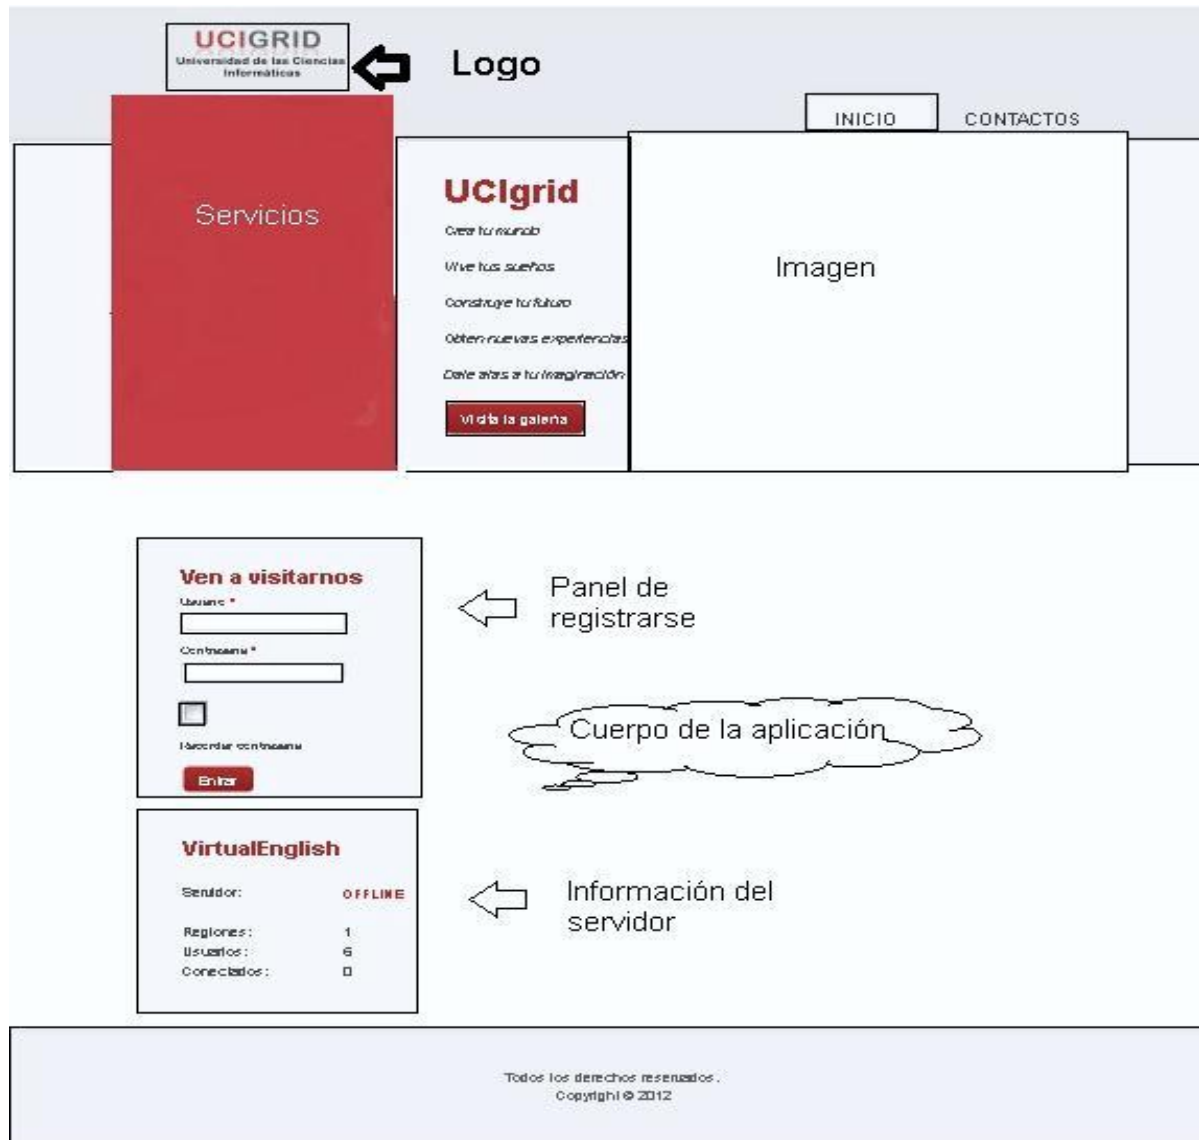 UCIGRID
Universidad de las Ciencias
Informáticas
Logo
INICIO
CONTACTOS
Servicios
UCIgrid
Crea tu mundo
Vive tus sueños
Construye tu futuro
Obten nuevas experiencias
Dale alas a tu imaginación
Visita la galería
Imagen
Ven a visitarnos
Usuario *
Contraseña *
Recordar contraseña
Entrar
Panel de
registrarse
Cuerpo de la aplicación
VirtualEnglish
Servidor: OFFLINE
Regiones: 1
Usuarios: 6
Conectados: 0
Información del
servidor
Todos los derechos reservados.
Copyright © 2012